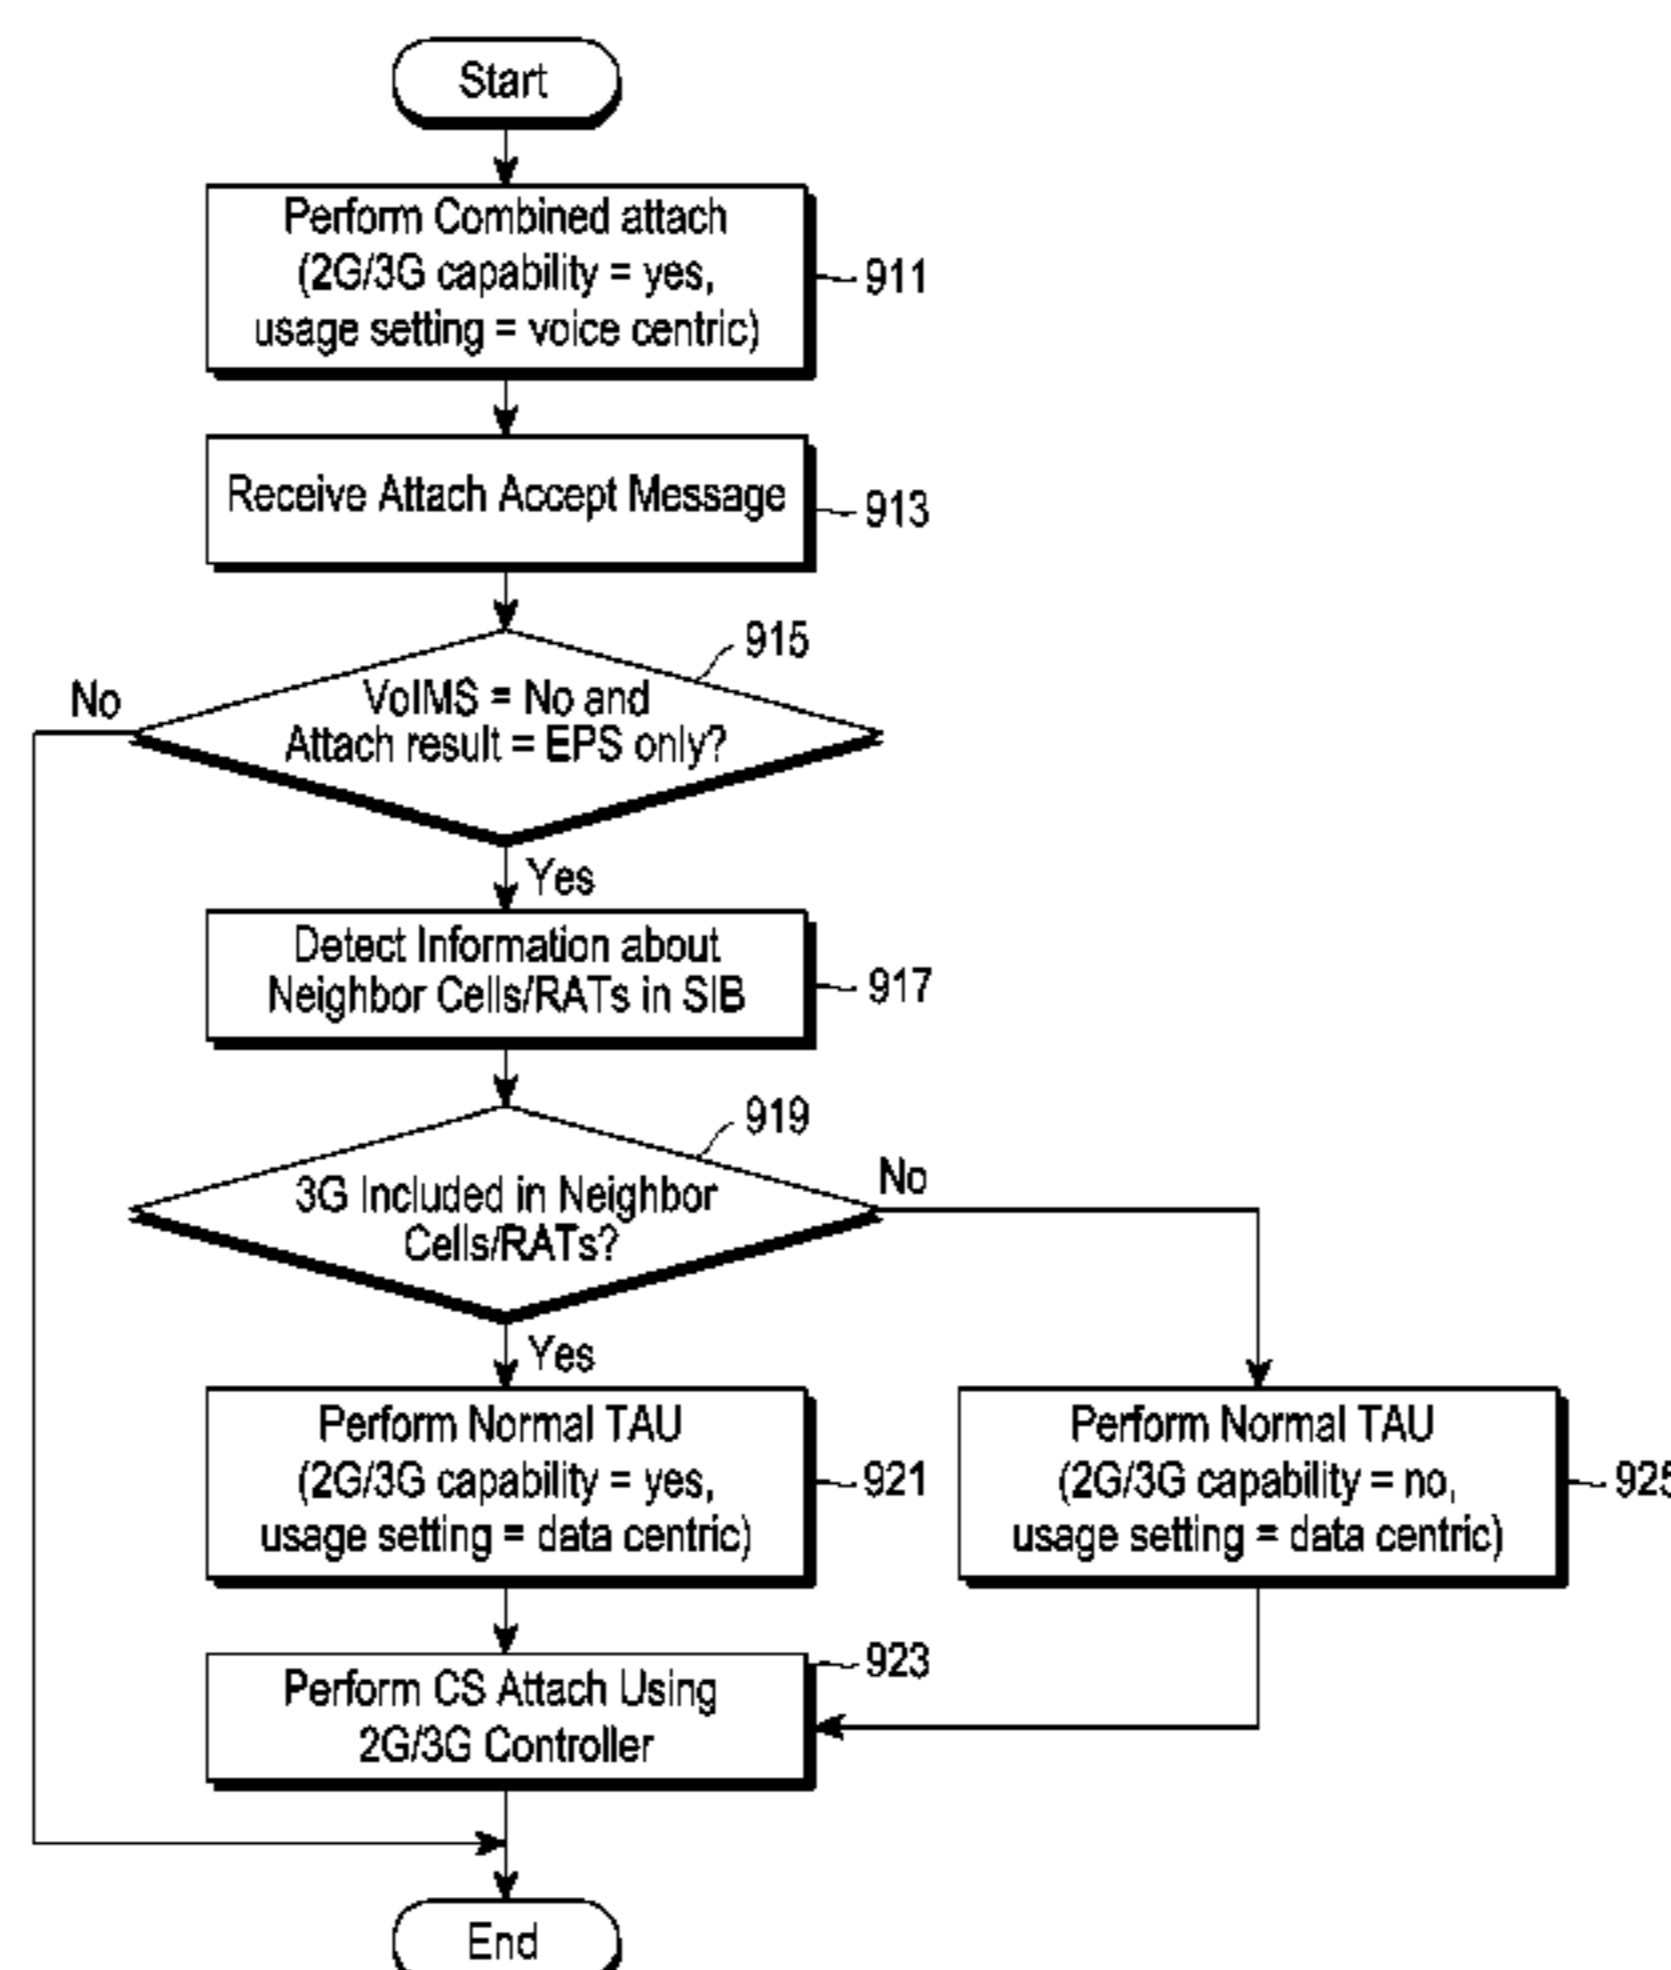 Start
Perform Combined attach
(2G/3G capability = yes,
usage setting = voice centric)
911
Receive Attach Accept Message
913
915
No
VoIMS = No and
Attach result = EPS only?
Yes
Detect Information about
Neighbor Cells/RATs in SIB
917
919
No
3G Included in Neighbor
Cells/RATs?
Yes
Perform Normal TAU
(2G/3G capability = yes,
usage setting = data centric)
921
Perform Normal TAU
(2G/3G capability = no,
usage setting = data centric)
925
923
Perform CS Attach Using
2G/3G Controller
End